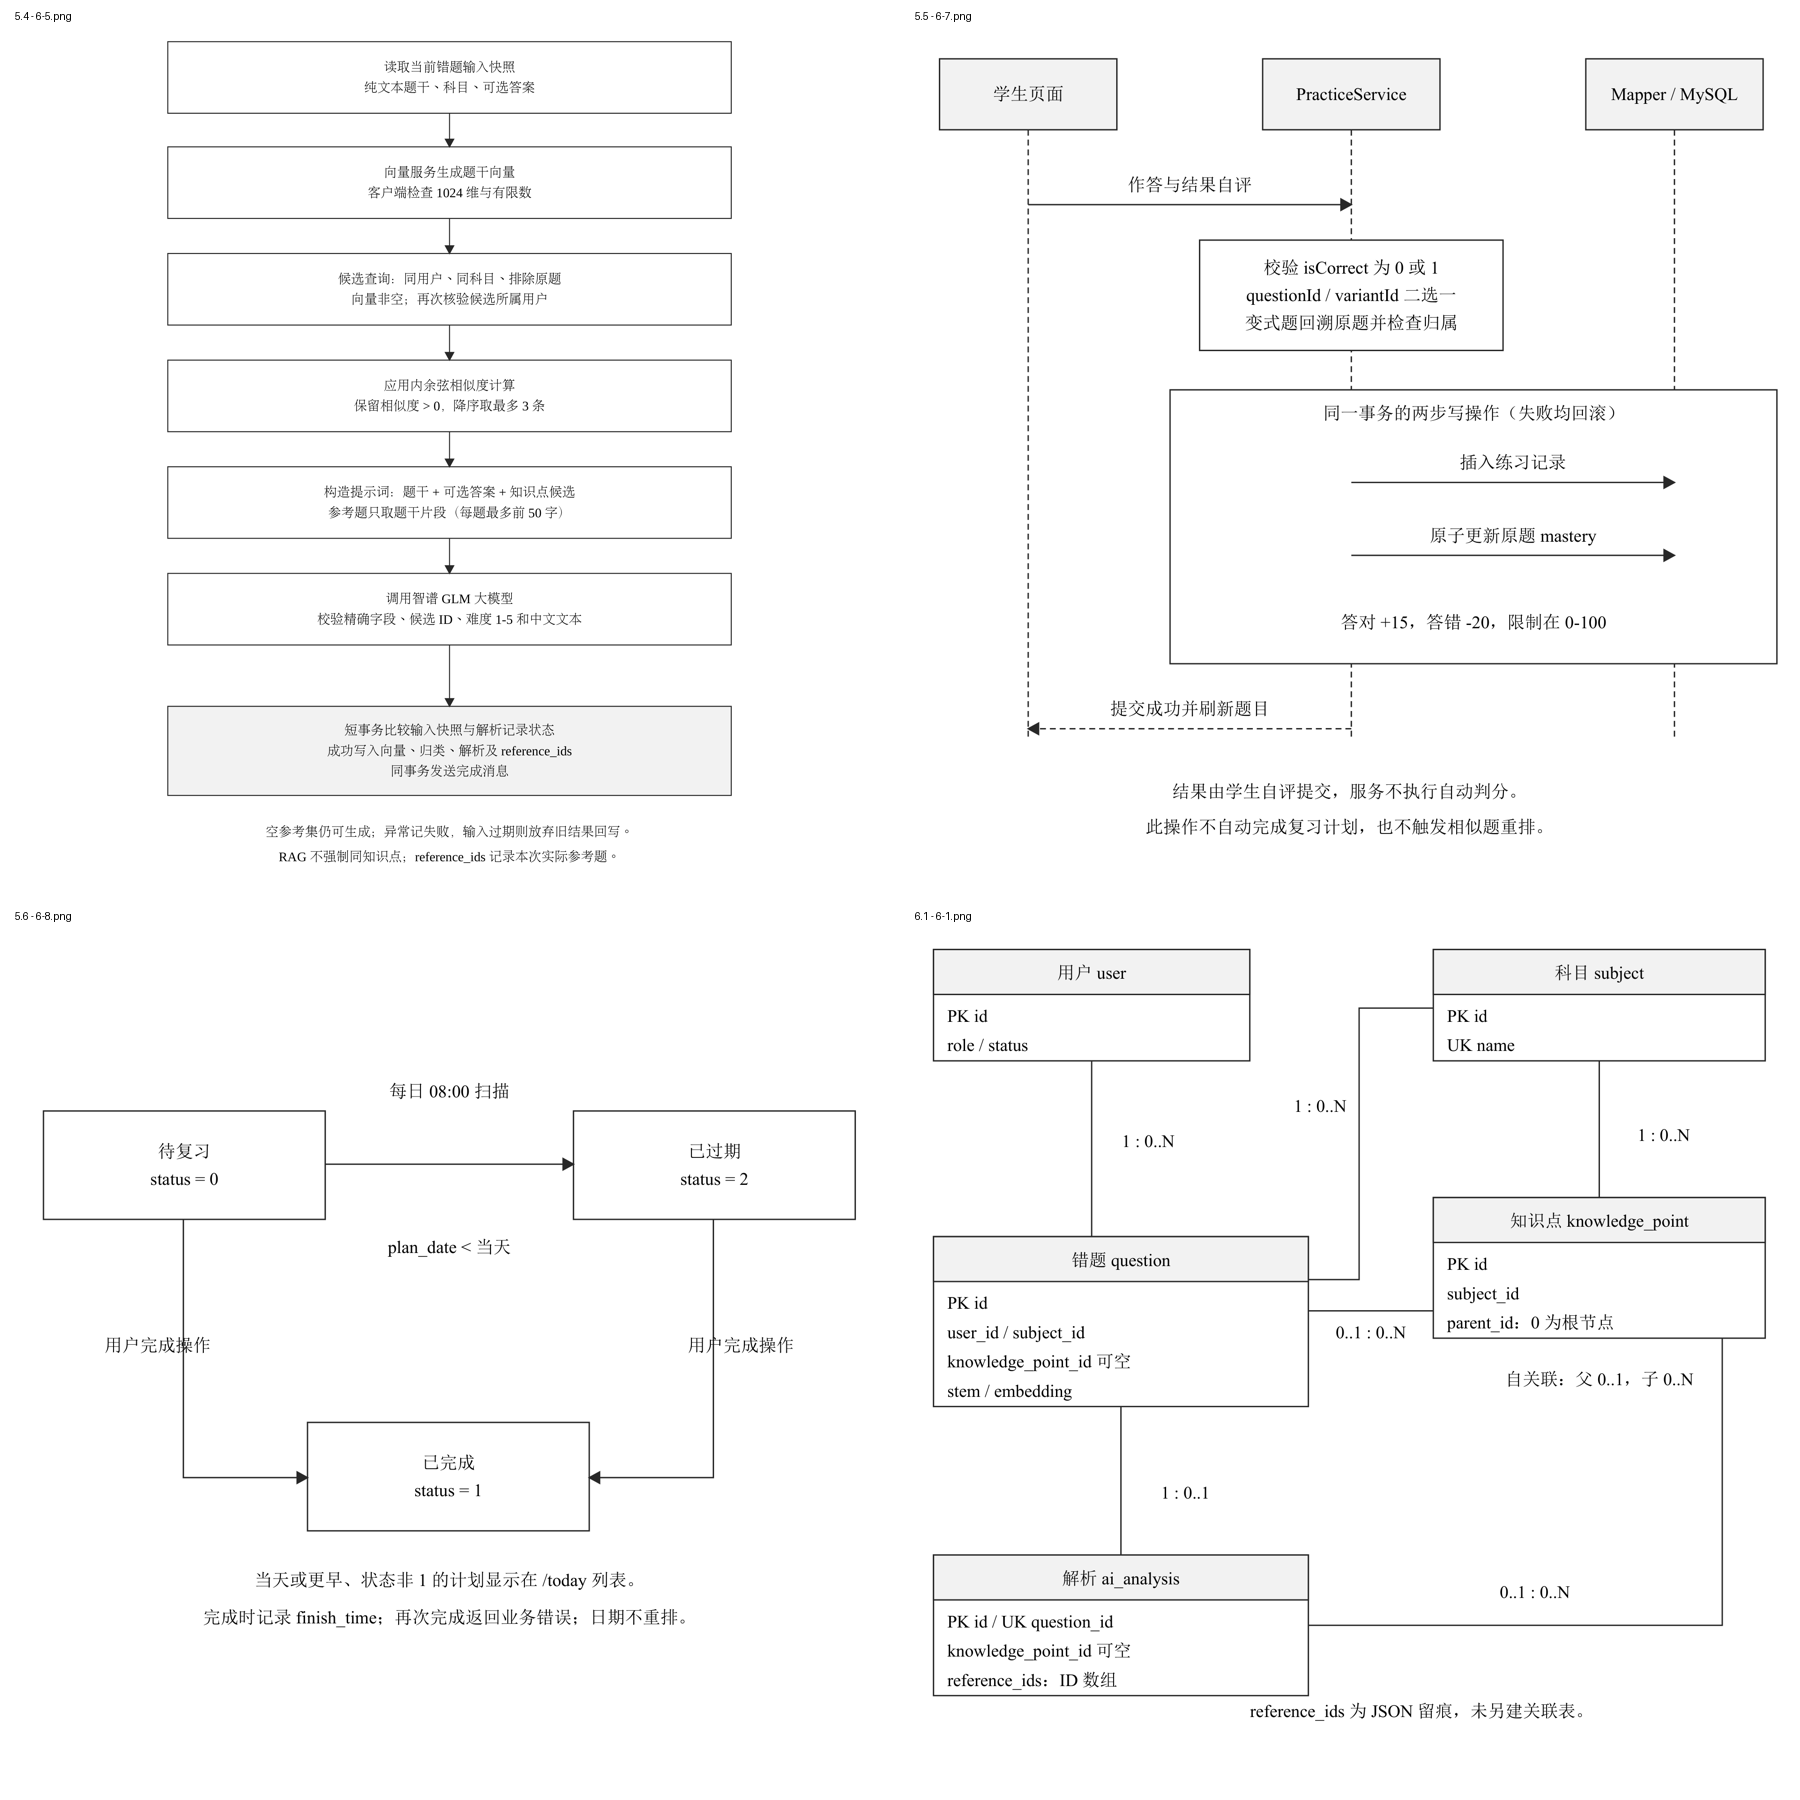 5.4 - 6-5.png
读取当前错题输入快照
纯文本题干、科目、可选答案
向量服务生成题干向量
客户端检查 1024 维与有限数
候选查询：同用户、同科目、排除原题
向量非空；再次核验候选所属用户
应用内余弦相似度计算
保留相似度 > 0，降序取最多 3 条
构造提示词：题干 + 可选答案 + 知识点候选
参考题只取题干片段（每题最多前 50 字）
调用智谱 GLM 大模型
校验精确字段、候选 ID、难度 1-5 和中文文本
短事务比较输入快照与解析记录状态
成功写入向量、归类、解析及 reference_ids
同事务发送完成消息
空参考集仍可生成；异常记失败，输入过期则放弃旧结果回写。
RAG 不强制同知识点；reference_ids 记录本次实际参考题。
5.5 - 6-7.png
学生页面
PracticeService
Mapper / MySQL
作答与结果自评
校验 isCorrect 为 0 或 1
questionId / variantId 二选一
变式题回溯原题并检查归属
同一事务的两步写操作（失败均回滚）
插入练习记录
原子更新原题 mastery
答对 +15，答错 -20，限制在 0-100
提交成功并刷新题目
结果由学生自评提交，服务不执行自动判分。
此操作不自动完成复习计划，也不触发相似题重排。
5.6 - 6-8.png
每日 08:00 扫描
待复习
status = 0
已过期
status = 2
plan_date < 当天
用户完成操作
用户完成操作
已完成
status = 1
当天或更早、状态非 1 的计划显示在 /today 列表。
完成时记录 finish_time；再次完成返回业务错误；日期不重排。
6.1 - 6-1.png
用户 user
PK id
role / status
科目 subject
PK id
UK name
1 : 0..N
1 : 0..N
1 : 0..N
知识点 knowledge_point
PK id
subject_id
parent_id：0 为根节点
错题 question
PK id
user_id / subject_id
knowledge_point_id 可空
stem / embedding
0..1 : 0..N
自关联：父 0..1，子 0..N
1 : 0..1
解析 ai_analysis
PK id / UK question_id
knowledge_point_id 可空
reference_ids：ID 数组
0..1 : 0..N
reference_ids 为 JSON 留痕，未另建关联表。